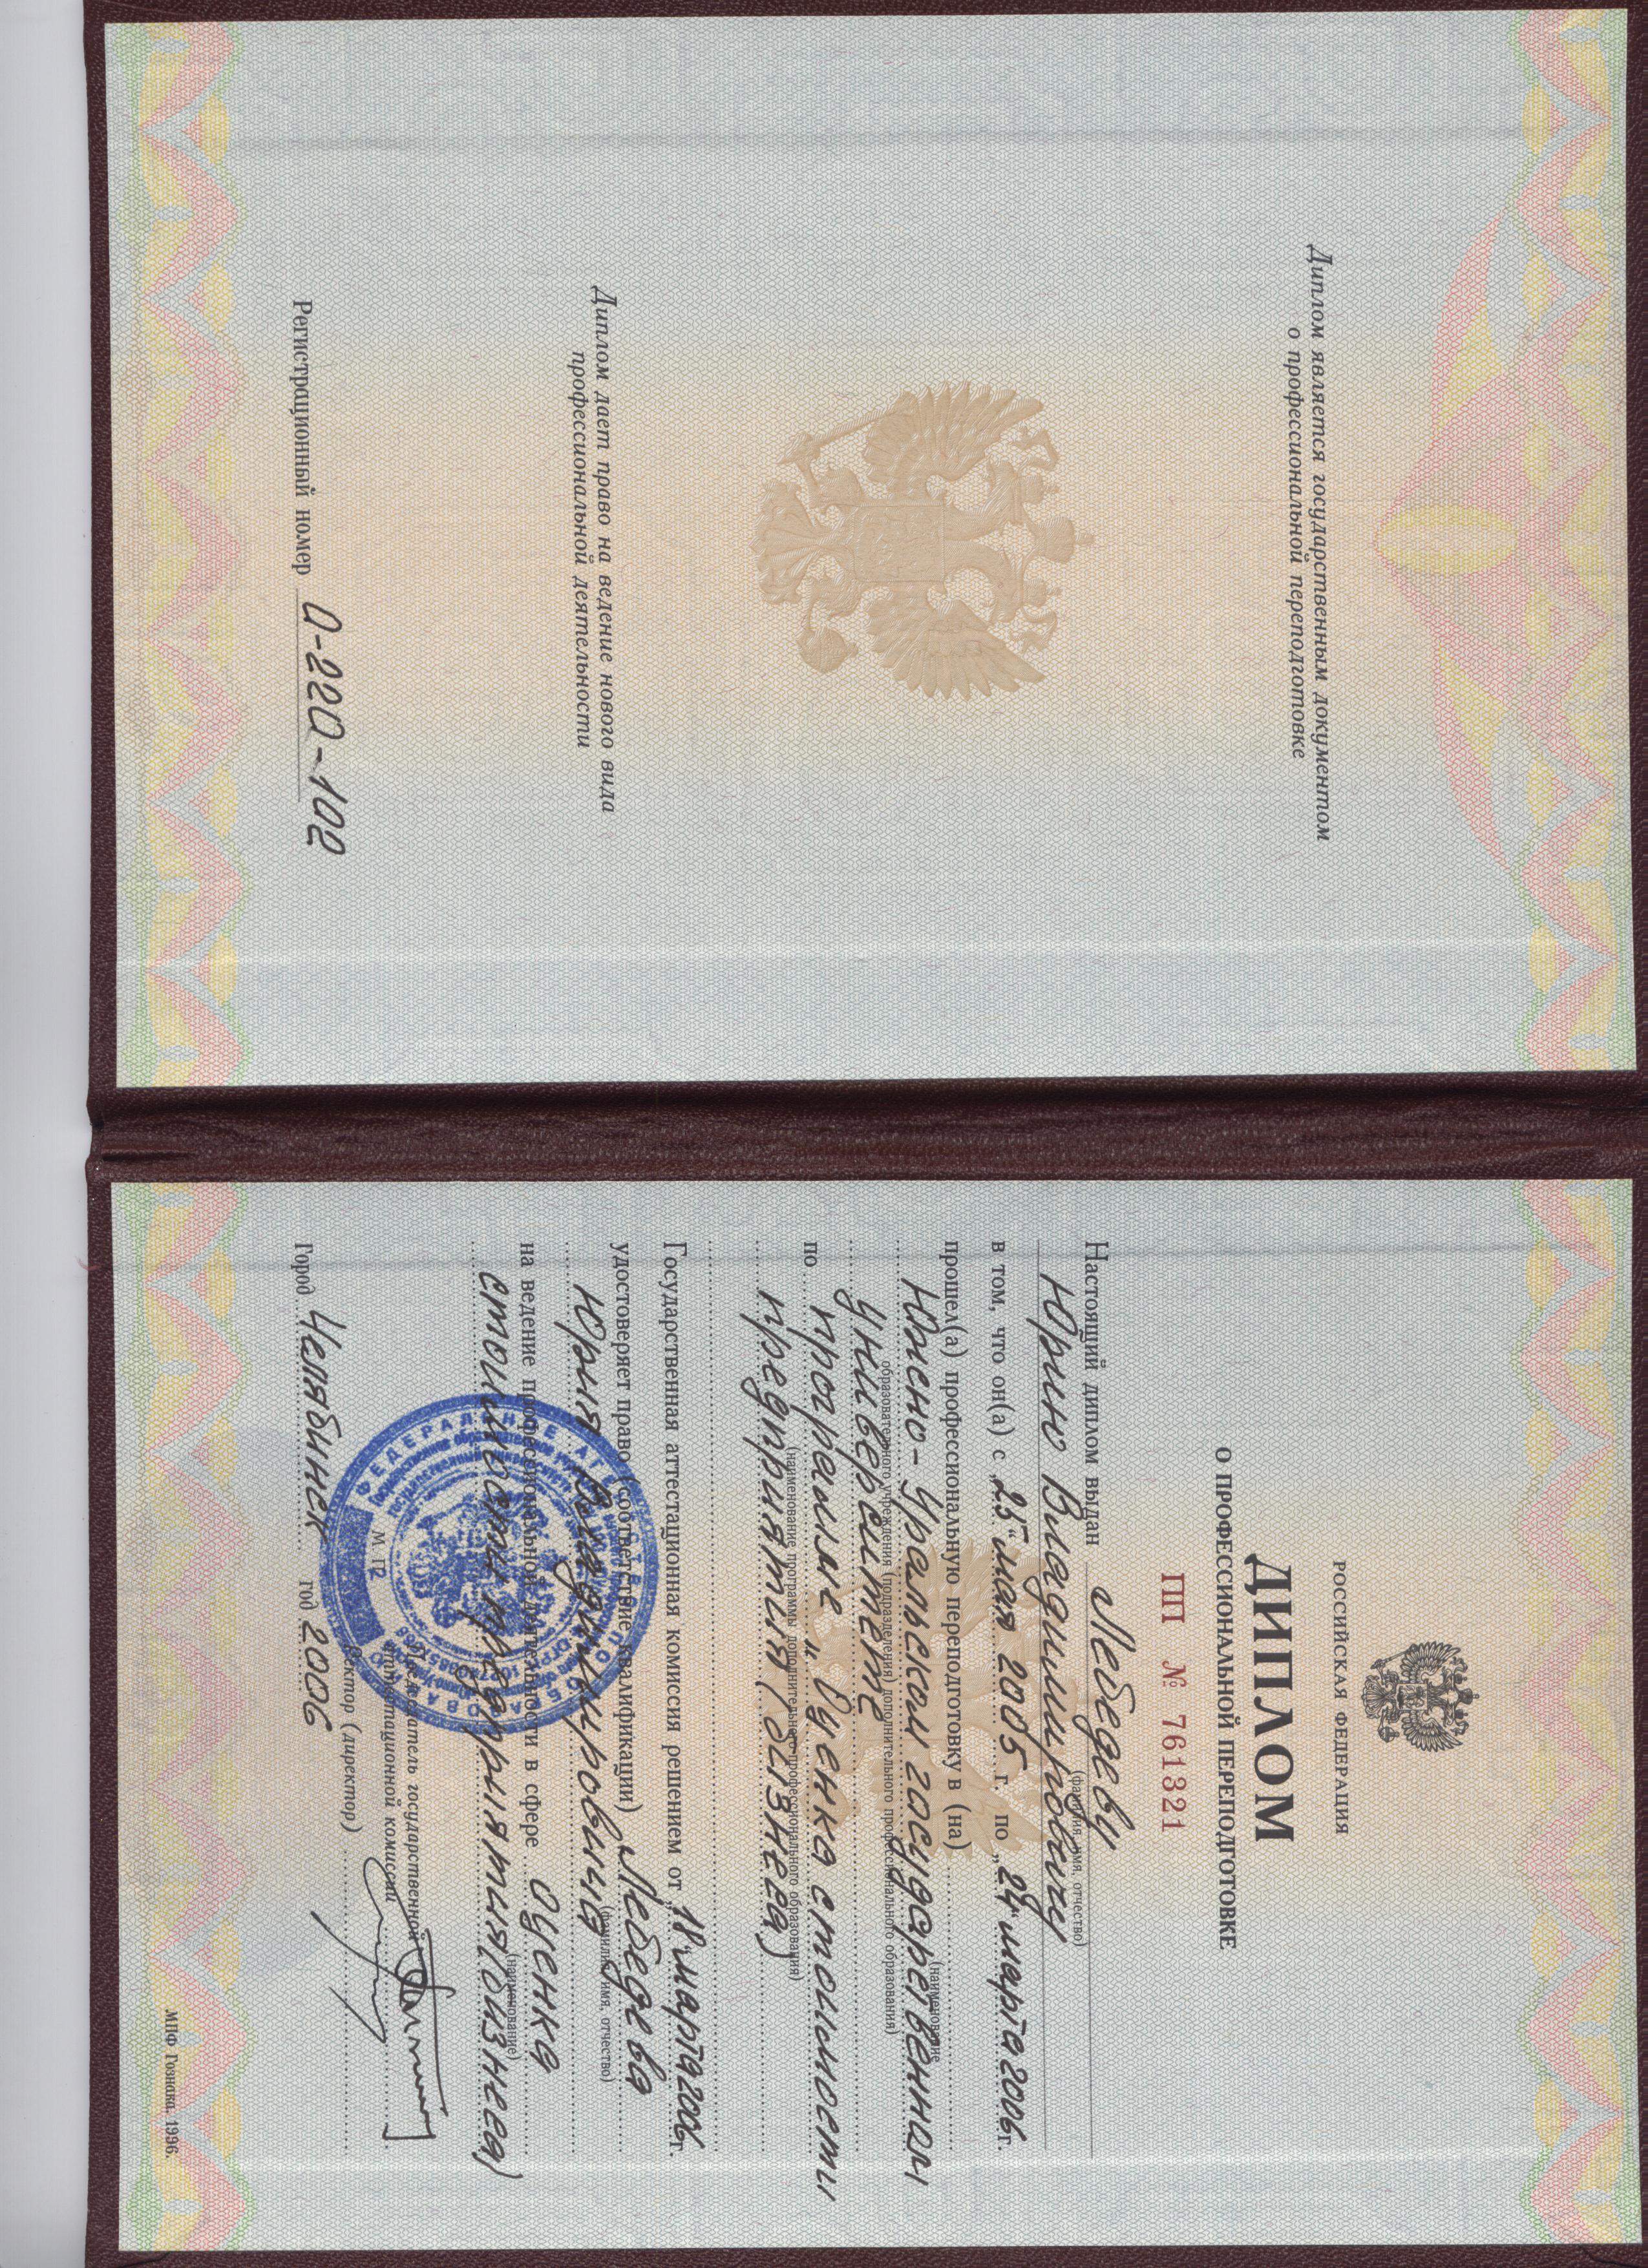 Диплом является государственным документом
о профессиональной переподготовке
Диплом дает право на ведение нового вида
профессиональной деятельности
Регистрационный номер Д-220-102
РОССИЙСКАЯ ФЕДЕРАЦИЯ
ДИПЛОМ
О ПРОФЕССИОНАЛЬНОЙ ПЕРЕПОДГОТОВКЕ
ПП № 761321
Настоящий диплом выдан Лебедеву
(фамилия, имя, отчество)
Юрию Владимировичу
в том, что он(а) с „25“ мая 2005 г. по „24“ марта 2006 г.
прошел(а) профессиональную переподготовку в (на)
(наименование
Южно-Уральском государственном
образовательного учреждения (подразделения) дополнительного профессионального образования)
университете
по программе „Оценка стоимости
(наименование программы дополнительного профессионального образования)
предприятия (бизнеса)
Государственная аттестационная комиссия решением от „18“ марта 2006 г.
удостоверяет право (соответствие квалификации) Лебедева
(фамилия, имя, отчество)
Юрия Владимировича
на ведение профессиональной деятельности в сфере Оценка
(наименование)
стоимости предприятия (бизнеса)
Председатель государственной
аттестационной комиссии
М. П.
Ректор (директор)
Город Челябинск год 2006
МПФ Гознака. 1996.